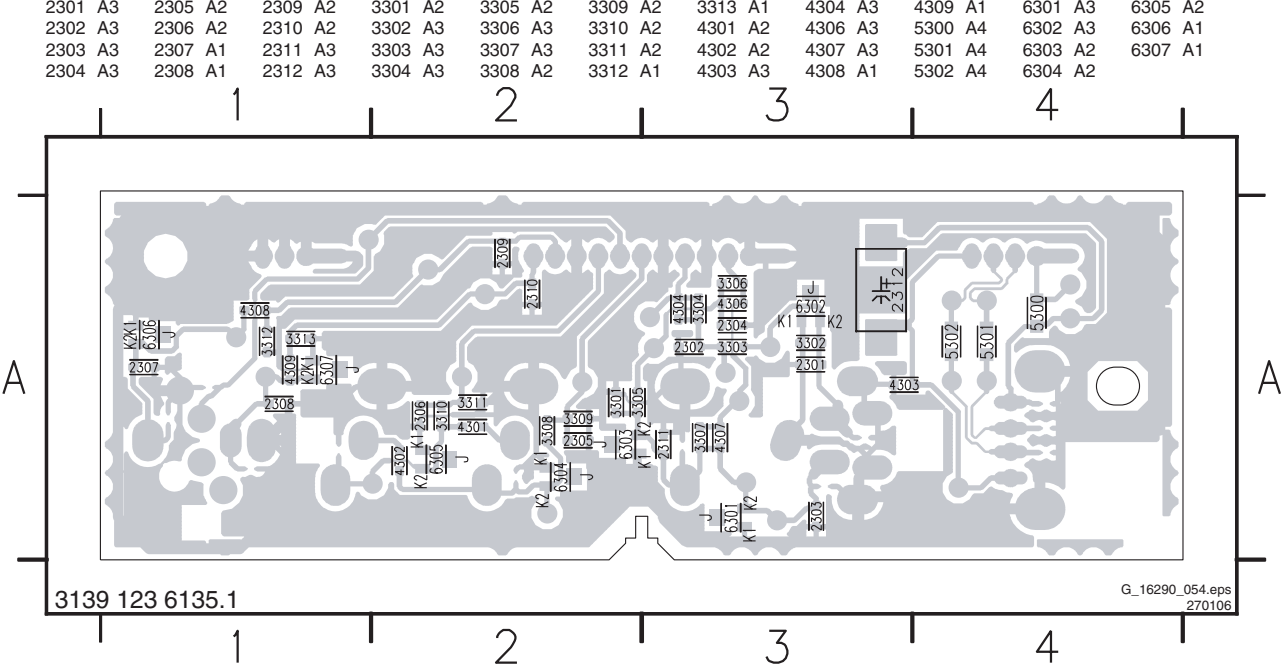 2301 A3 2305 A2 2309 A2 3301 A2 3305 A2 3309 A2 3313 A1 4304 A3 4309 A1 6301 A3 6305 A2
2302 A3 2306 A2 2310 A2 3302 A3 3306 A3 3310 A2 4301 A2 4306 A3 5300 A4 6302 A3 6306 A1
2303 A3 2307 A1 2311 A3 3303 A3 3307 A3 3311 A2 4302 A2 4307 A3 5301 A4 6303 A2 6307 A1
2304 A3 2308 A1 2312 A3 3304 A3 3308 A2 3312 A1 4303 A3 4308 A1 5302 A4 6304 A2
1 2 3 4
2309
2312
3306
J
2310
6302
4304
3304
4306
5300
4308
K1
K2
2304
K2K1
6306
J
3312
3313
2302
3303
3302
5302
5301
2307
4309
K2K1
6307
J
2301
A
A
4303
2308
2306
3310
3311
3301
3305
4301
3308
3309
2305
J
6303
K2
K1
2311
3307
4307
K1
4302
K2
6305
J
K1
K2
6304
J
J
6301
K2
K1
2303
3139 123 6135.1
G_16290_054.eps
270106
1 2 3 4